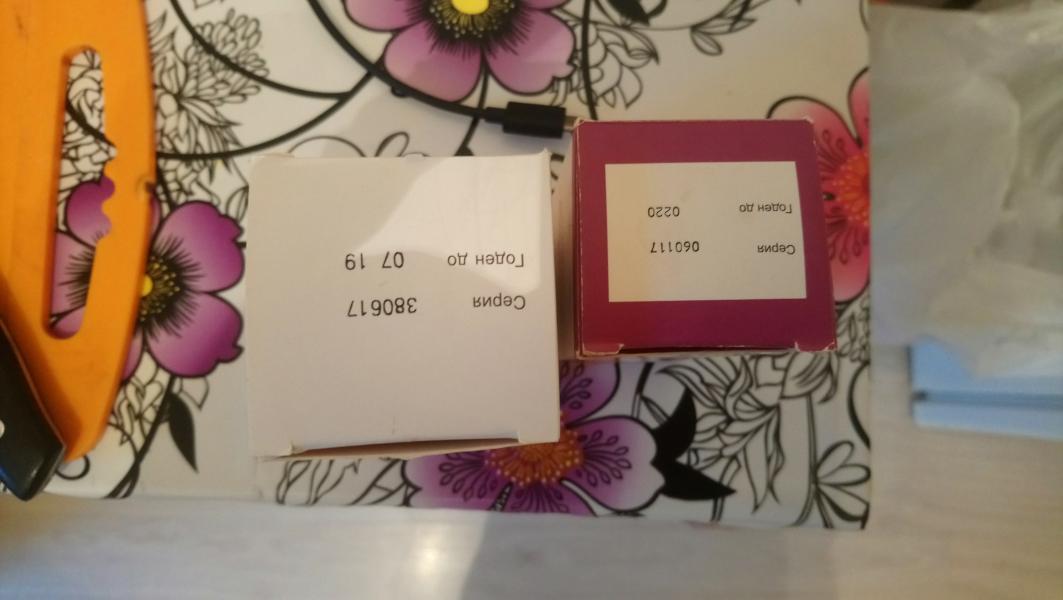 Серия 380617
Годен до 07 19
Серия 060117
Годен до 0220